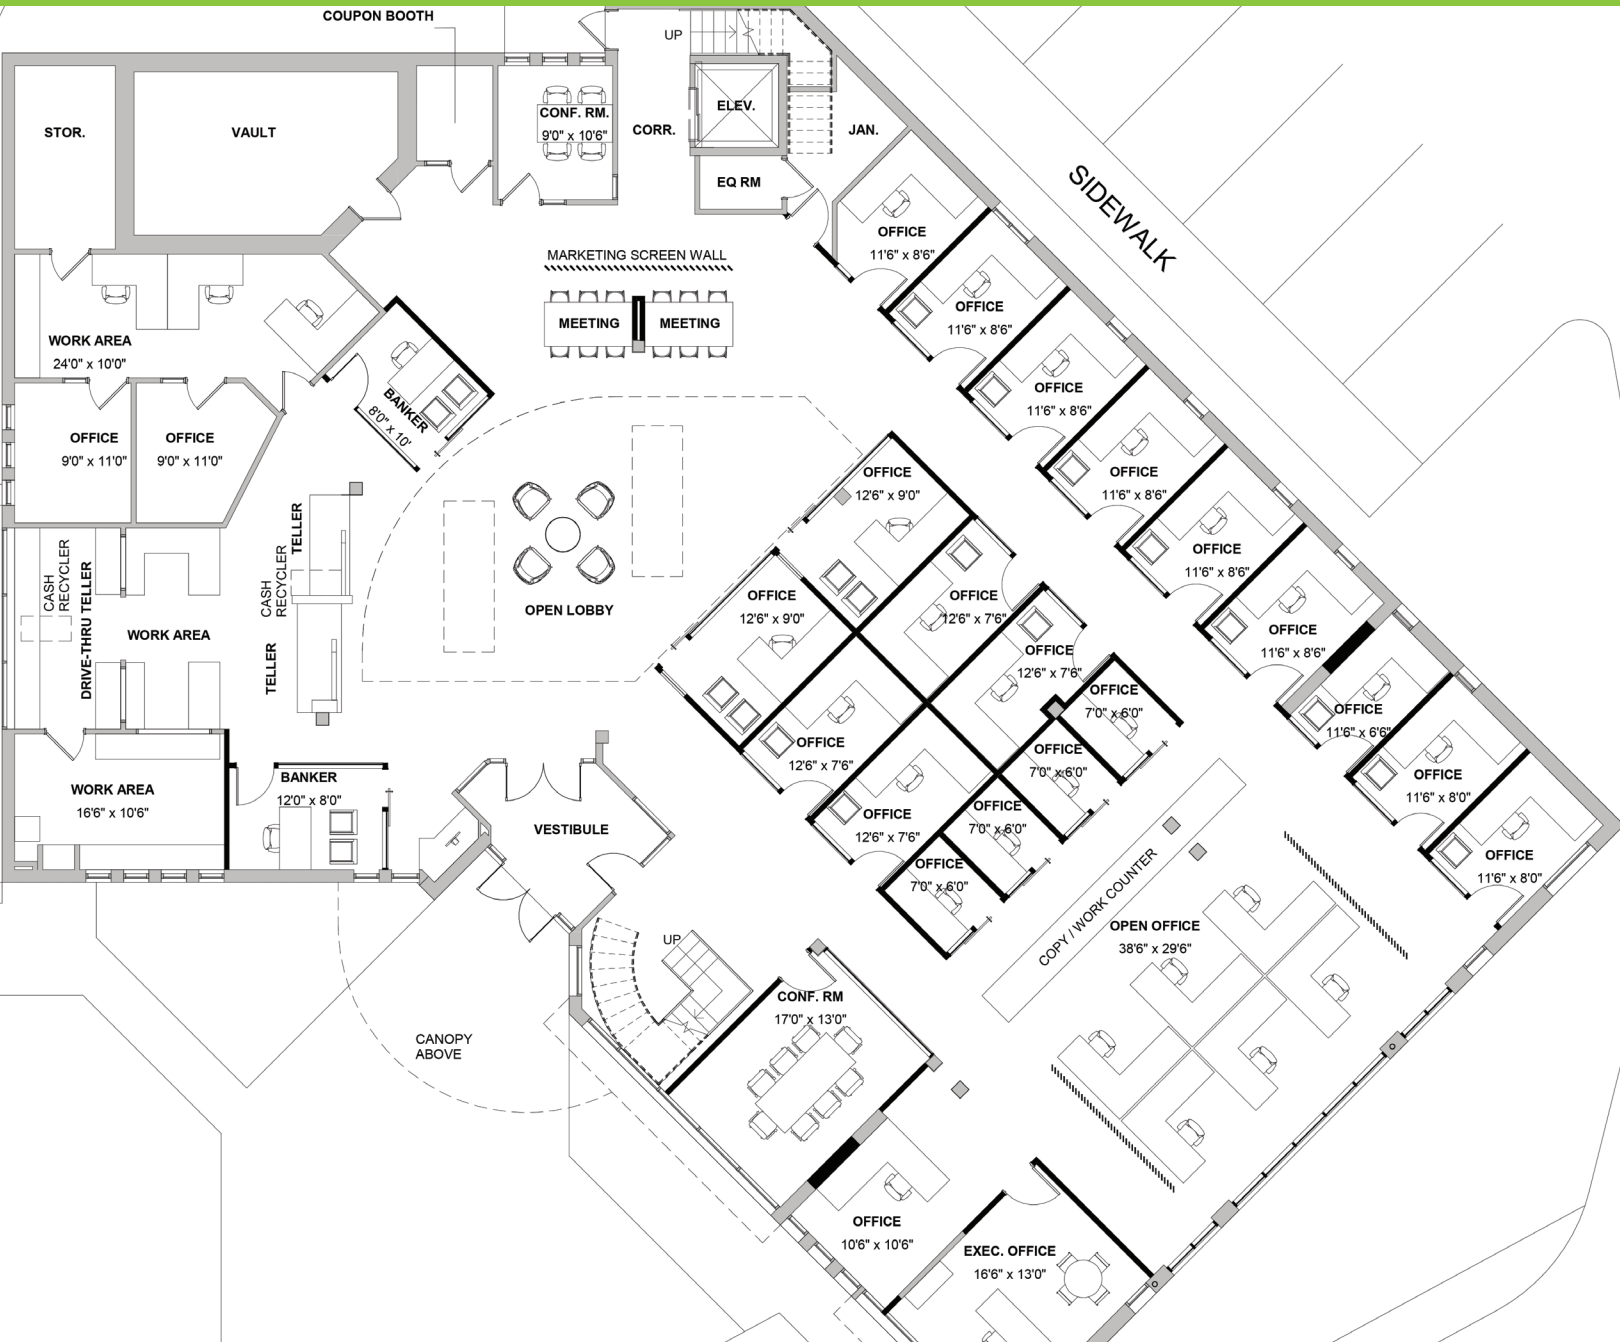 COUPON BOOTH
UP
STOR.
VAULT
CONF. RM.
9'0" x 10'6"
CORR.
ELEV.
JAN.
EQ RM
SIDEWALK
OFFICE
11'6" x 8'6"
MARKETING SCREEN WALL
MEETING
MEETING
OFFICE
11'6" x 8'6"
WORK AREA
24'0" x 10'0"
BANKER
8'0" x 10'
OFFICE
11'6" x 8'6"
OFFICE
9'0" x 11'0"
OFFICE
9'0" x 11'0"
OFFICE
12'6" x 9'0"
OFFICE
11'6" x 8'6"
TELLER
CASH
RECYCLER
TELLER
CASH
RECYCLER
DRIVE-THRU TELLER
WORK AREA
OPEN LOBBY
OFFICE
11'6" x 8'6"
OFFICE
12'6" x 9'0"
OFFICE
12'6" x 7'6"
OFFICE
11'6" x 8'6"
OFFICE
12'6" x 7'6"
OFFICE
7'0" x 6'0"
OFFICE
11'6" x 6'6"
OFFICE
12'6" x 7'6"
OFFICE
7'0" x 6'0"
OFFICE
11'6" x 8'0"
WORK AREA
16'6" x 10'6"
BANKER
12'0" x 8'0"
VESTIBULE
OFFICE
12'6" x 7'6"
OFFICE
7'0" x 6'0"
OFFICE
7'0" x 6'0"
OFFICE
11'6" x 8'0"
COPY / WORK COUNTER
OPEN OFFICE
38'6" x 29'6"
UP
CONF. RM
17'0" x 13'0"
CANOPY
ABOVE
OFFICE
10'6" x 10'6"
EXEC. OFFICE
16'6" x 13'0"